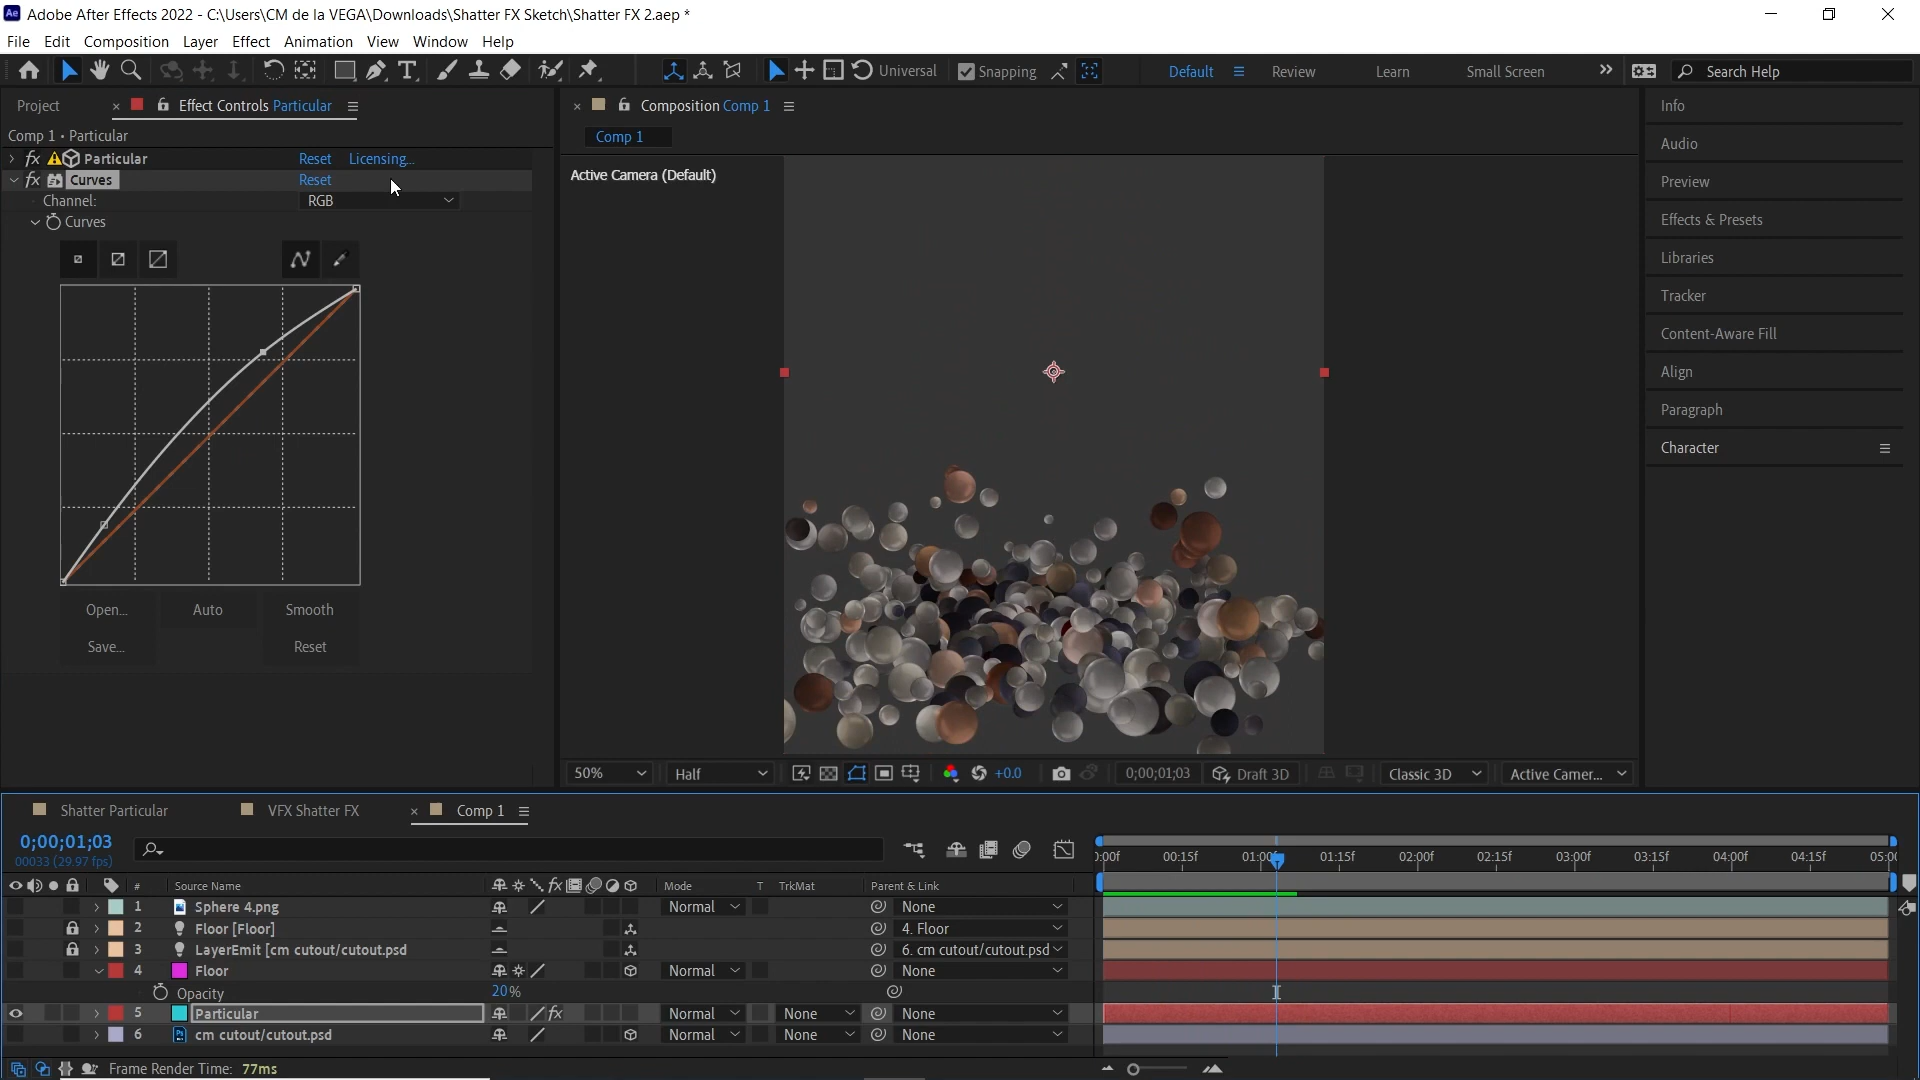 Adobe After Effects 2022 - C:\Users\CM de la VEGA\Downloads\Shatter FX Sketch\Shatter FX 2.aep *
File Edit Composition Layer Effect Animation View Window Help
Universal Snapping Default Review Learn Small Screen Search Help
Project Effect Controls Particular
Composition Comp 1
Info
Comp 1 • Particular
Comp 1
Audio
fx Particular Reset Licensing...
fx Curves Reset
Active Camera (Default)
Preview
Channel: RGB
Curves
Effects & Presets
Libraries
Tracker
Content-Aware Fill
Align
Paragraph
Character
Open... Auto Smooth
Save... Reset
50% Half +0.0 0;00;01;03 Draft 3D Classic 3D Active Camer...
Shatter Particular VFX Shatter FX Comp 1
0;00;01;03
00033 (29.97 fps)
0:00f 00:15f 01:00f 01:15f 02:00f 02:15f 03:00f 03:15f 04:00f 04:15f 05:00
# Source Name fx Mode T TrkMat Parent & Link
1 Sphere 4.png Normal None
2 Floor [Floor] 4. Floor
3 LayerEmit [cm cutout/cutout.psd 6. cm cutout/cutout.psd
4 Floor Normal None
Opacity 20%
5 Particular fx Normal None None
6 cm cutout/cutout.psd Normal None None
Frame Render Time: 77ms